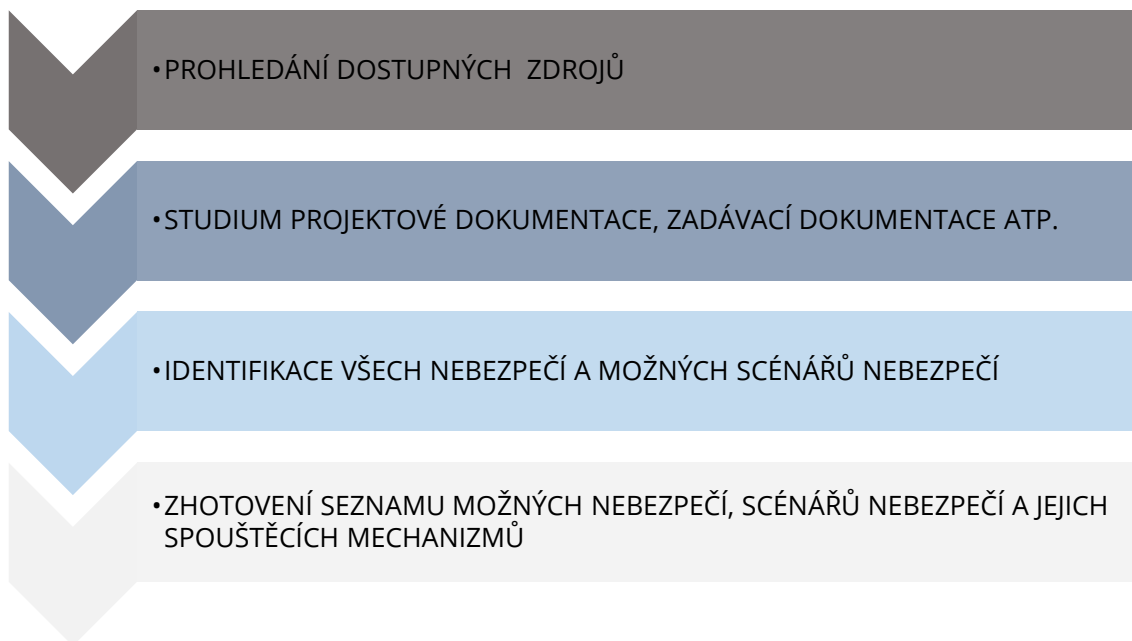 •PROHLEDÁNÍ DOSTUPNÝCH ZDROJŮ
•STUDIUM PROJEKTOVÉ DOKUMENTACE, ZADÁVACÍ DOKUMENTACE ATP.
•IDENTIFIKACE VŠECH NEBEZPEČÍ A MOŽNÝCH SCÉNÁŘŮ NEBEZPEČÍ
•ZHOTOVENÍ SEZNAMU MOŽNÝCH NEBEZPEČÍ, SCÉNÁŘŮ NEBEZPEČÍ A JEJICH
SPOUŠTĚCÍCH MECHANIZMŮ